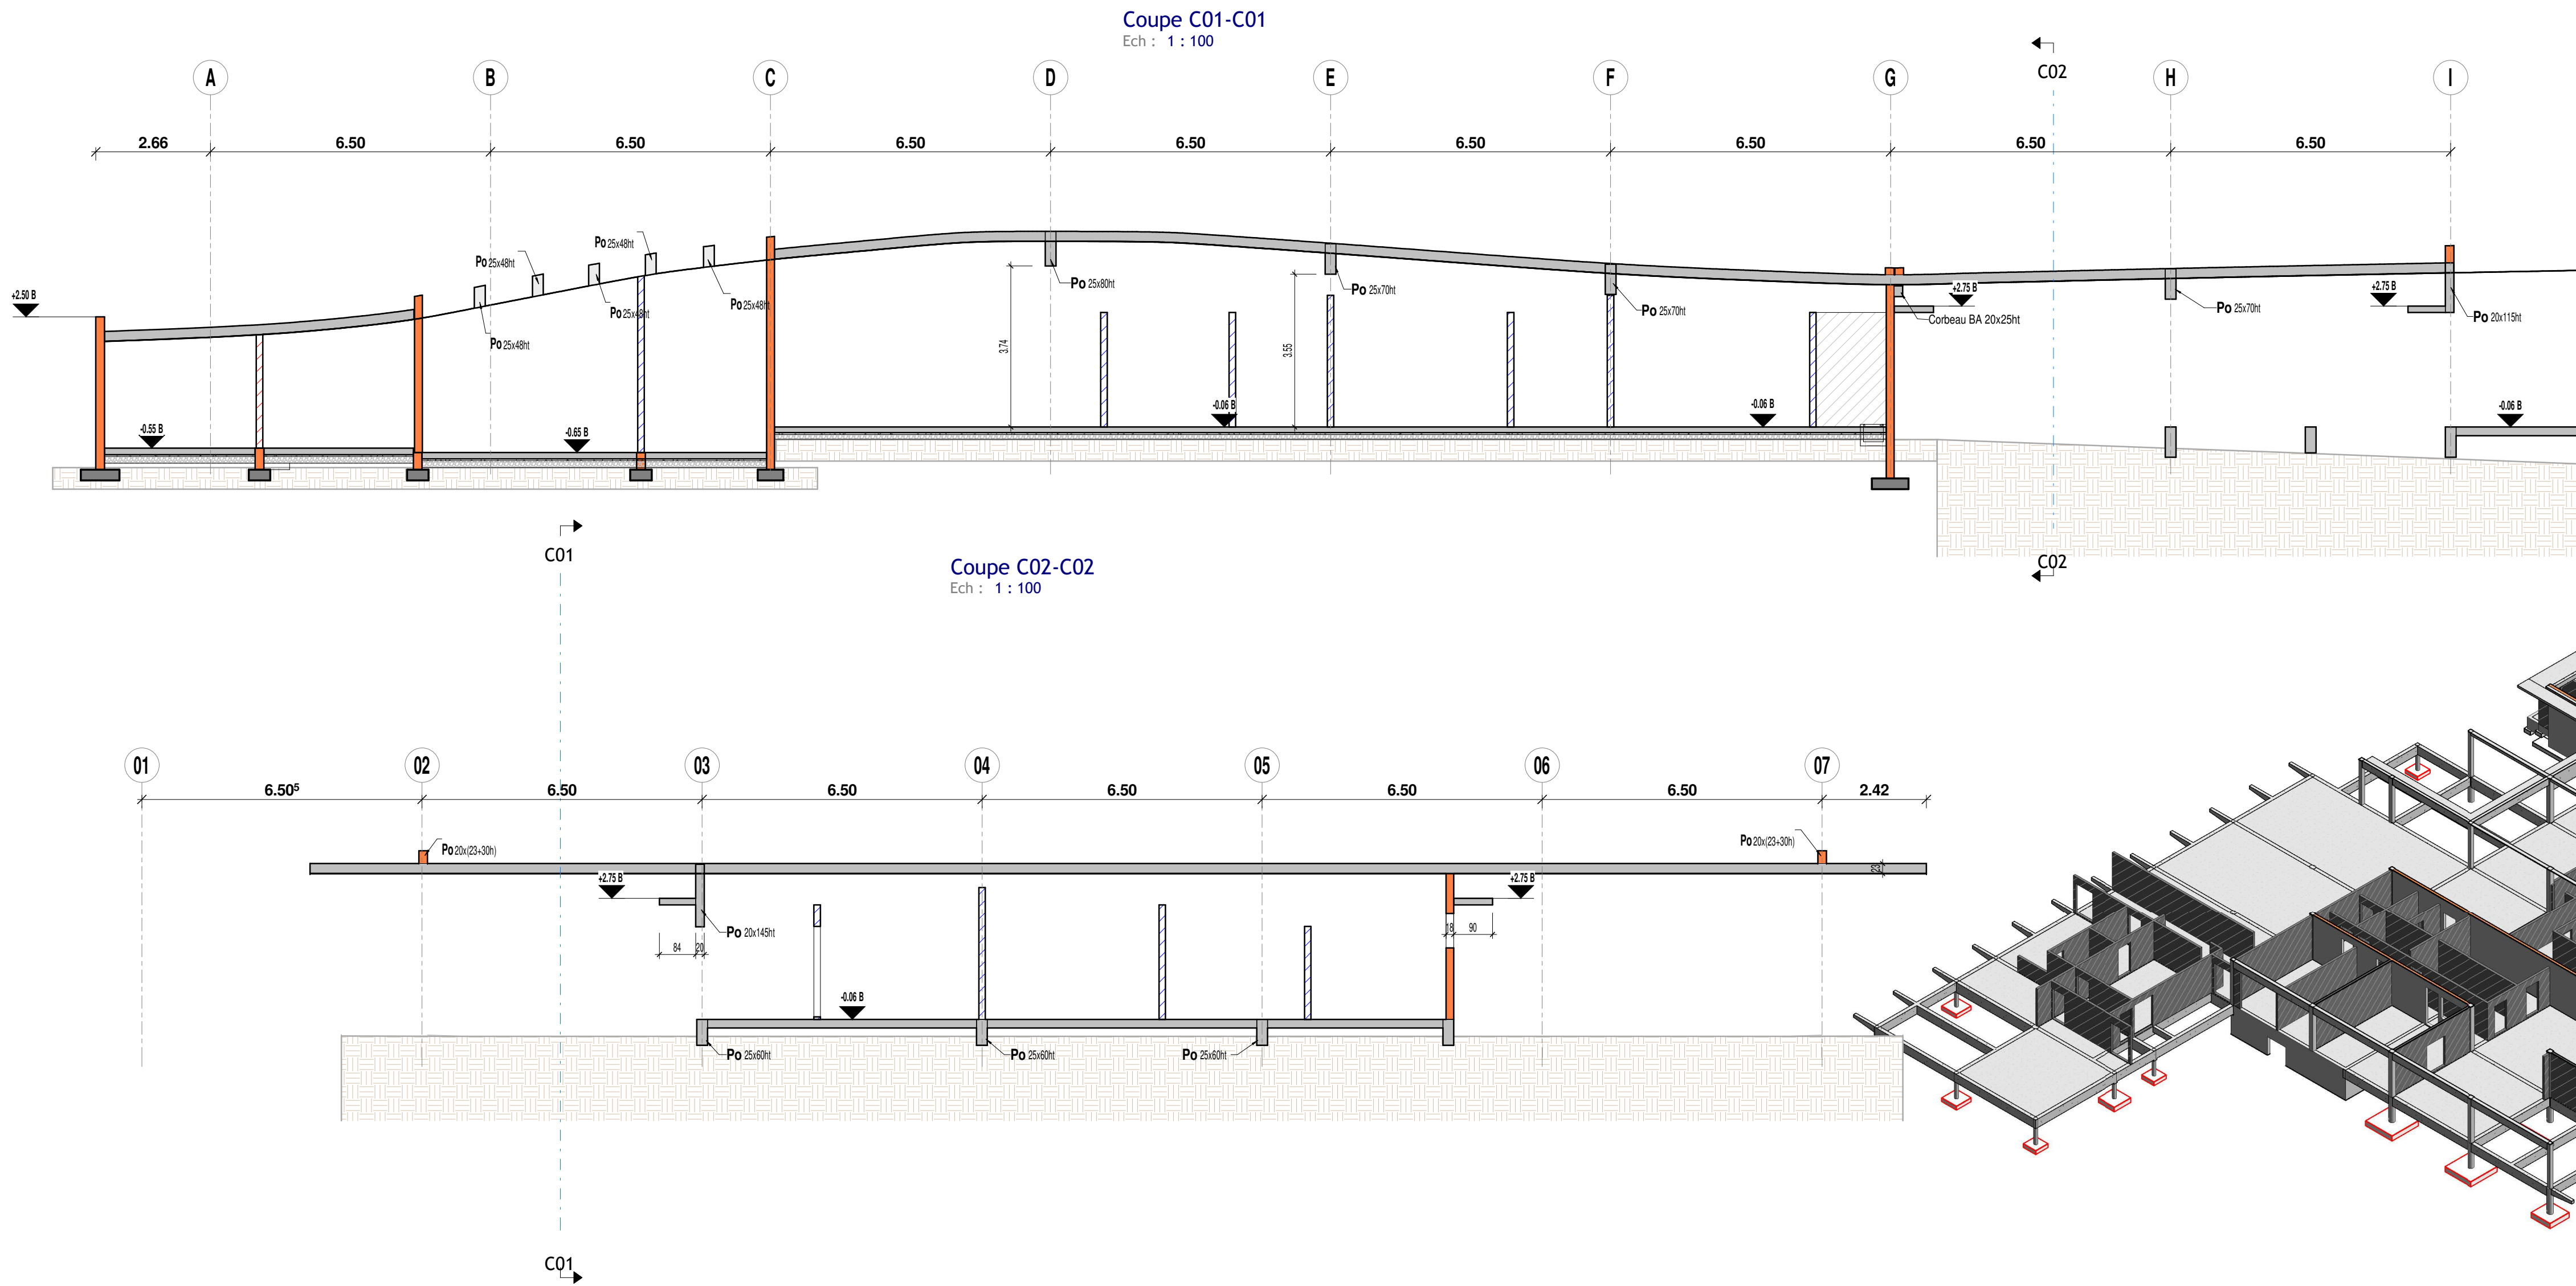 Coupe C01-C01
Ech : 1 : 100
C02
A B C D E F G H I
2.66 6.50 6.50 6.50 6.50 6.50 6.50 6.50 6.50
Po 25x48ht
Po 25x48ht
Po 25x48ht
Po 25x48ht
Po 25x48ht
+2.50 B
-0.55 B
-0.65 B
3.74
Po 25x80ht
3.55
Po 25x70ht
-0.06 B
Po 25x70ht
-0.06 B
+2.75 B
Corbeau BA 20x25ht
Po 25x70ht
+2.75 B
Po 20x115ht
-0.06 B
C01
C02
Coupe C02-C02
Ech : 1 : 100
01 02 03 04 05 06 07
6.50⁵ 6.50 6.50 6.50 6.50 6.50 2.42
Po 20x(23+30h)
Po 20x(23+30h)
23
+2.75 B
+2.75 B
Po 20x145ht
84 20
18 90
-0.06 B
Po 25x60ht
Po 25x60ht
Po 25x60ht
C01